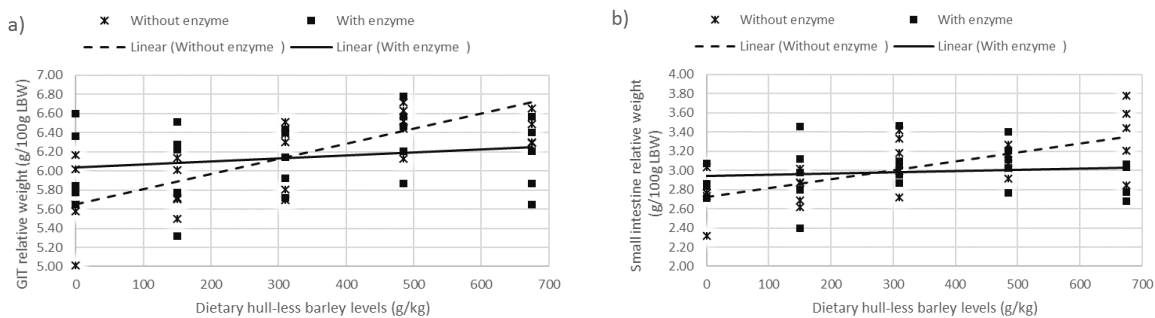 a)
Without enzyme
With enzyme
Linear (Without enzyme )
Linear (With enzyme )
GIT relative weight (g/100g LBW)
7.00
6.80
6.60
6.40
6.20
6.00
5.80
5.60
5.40
5.20
5.00
0
100
200
300
400
500
600
700
Dietary hull-less barley levels (g/kg)
b)
Without enzyme
With enzyme
Linear (Without enzyme )
Linear (With enzyme )
Small intestine relative weight
(g/100g LBW)
4.00
3.80
3.60
3.40
3.20
3.00
2.80
2.60
2.40
2.20
2.00
0
100
200
300
400
500
600
700
Dietary hull-less barley levels (g/kg)